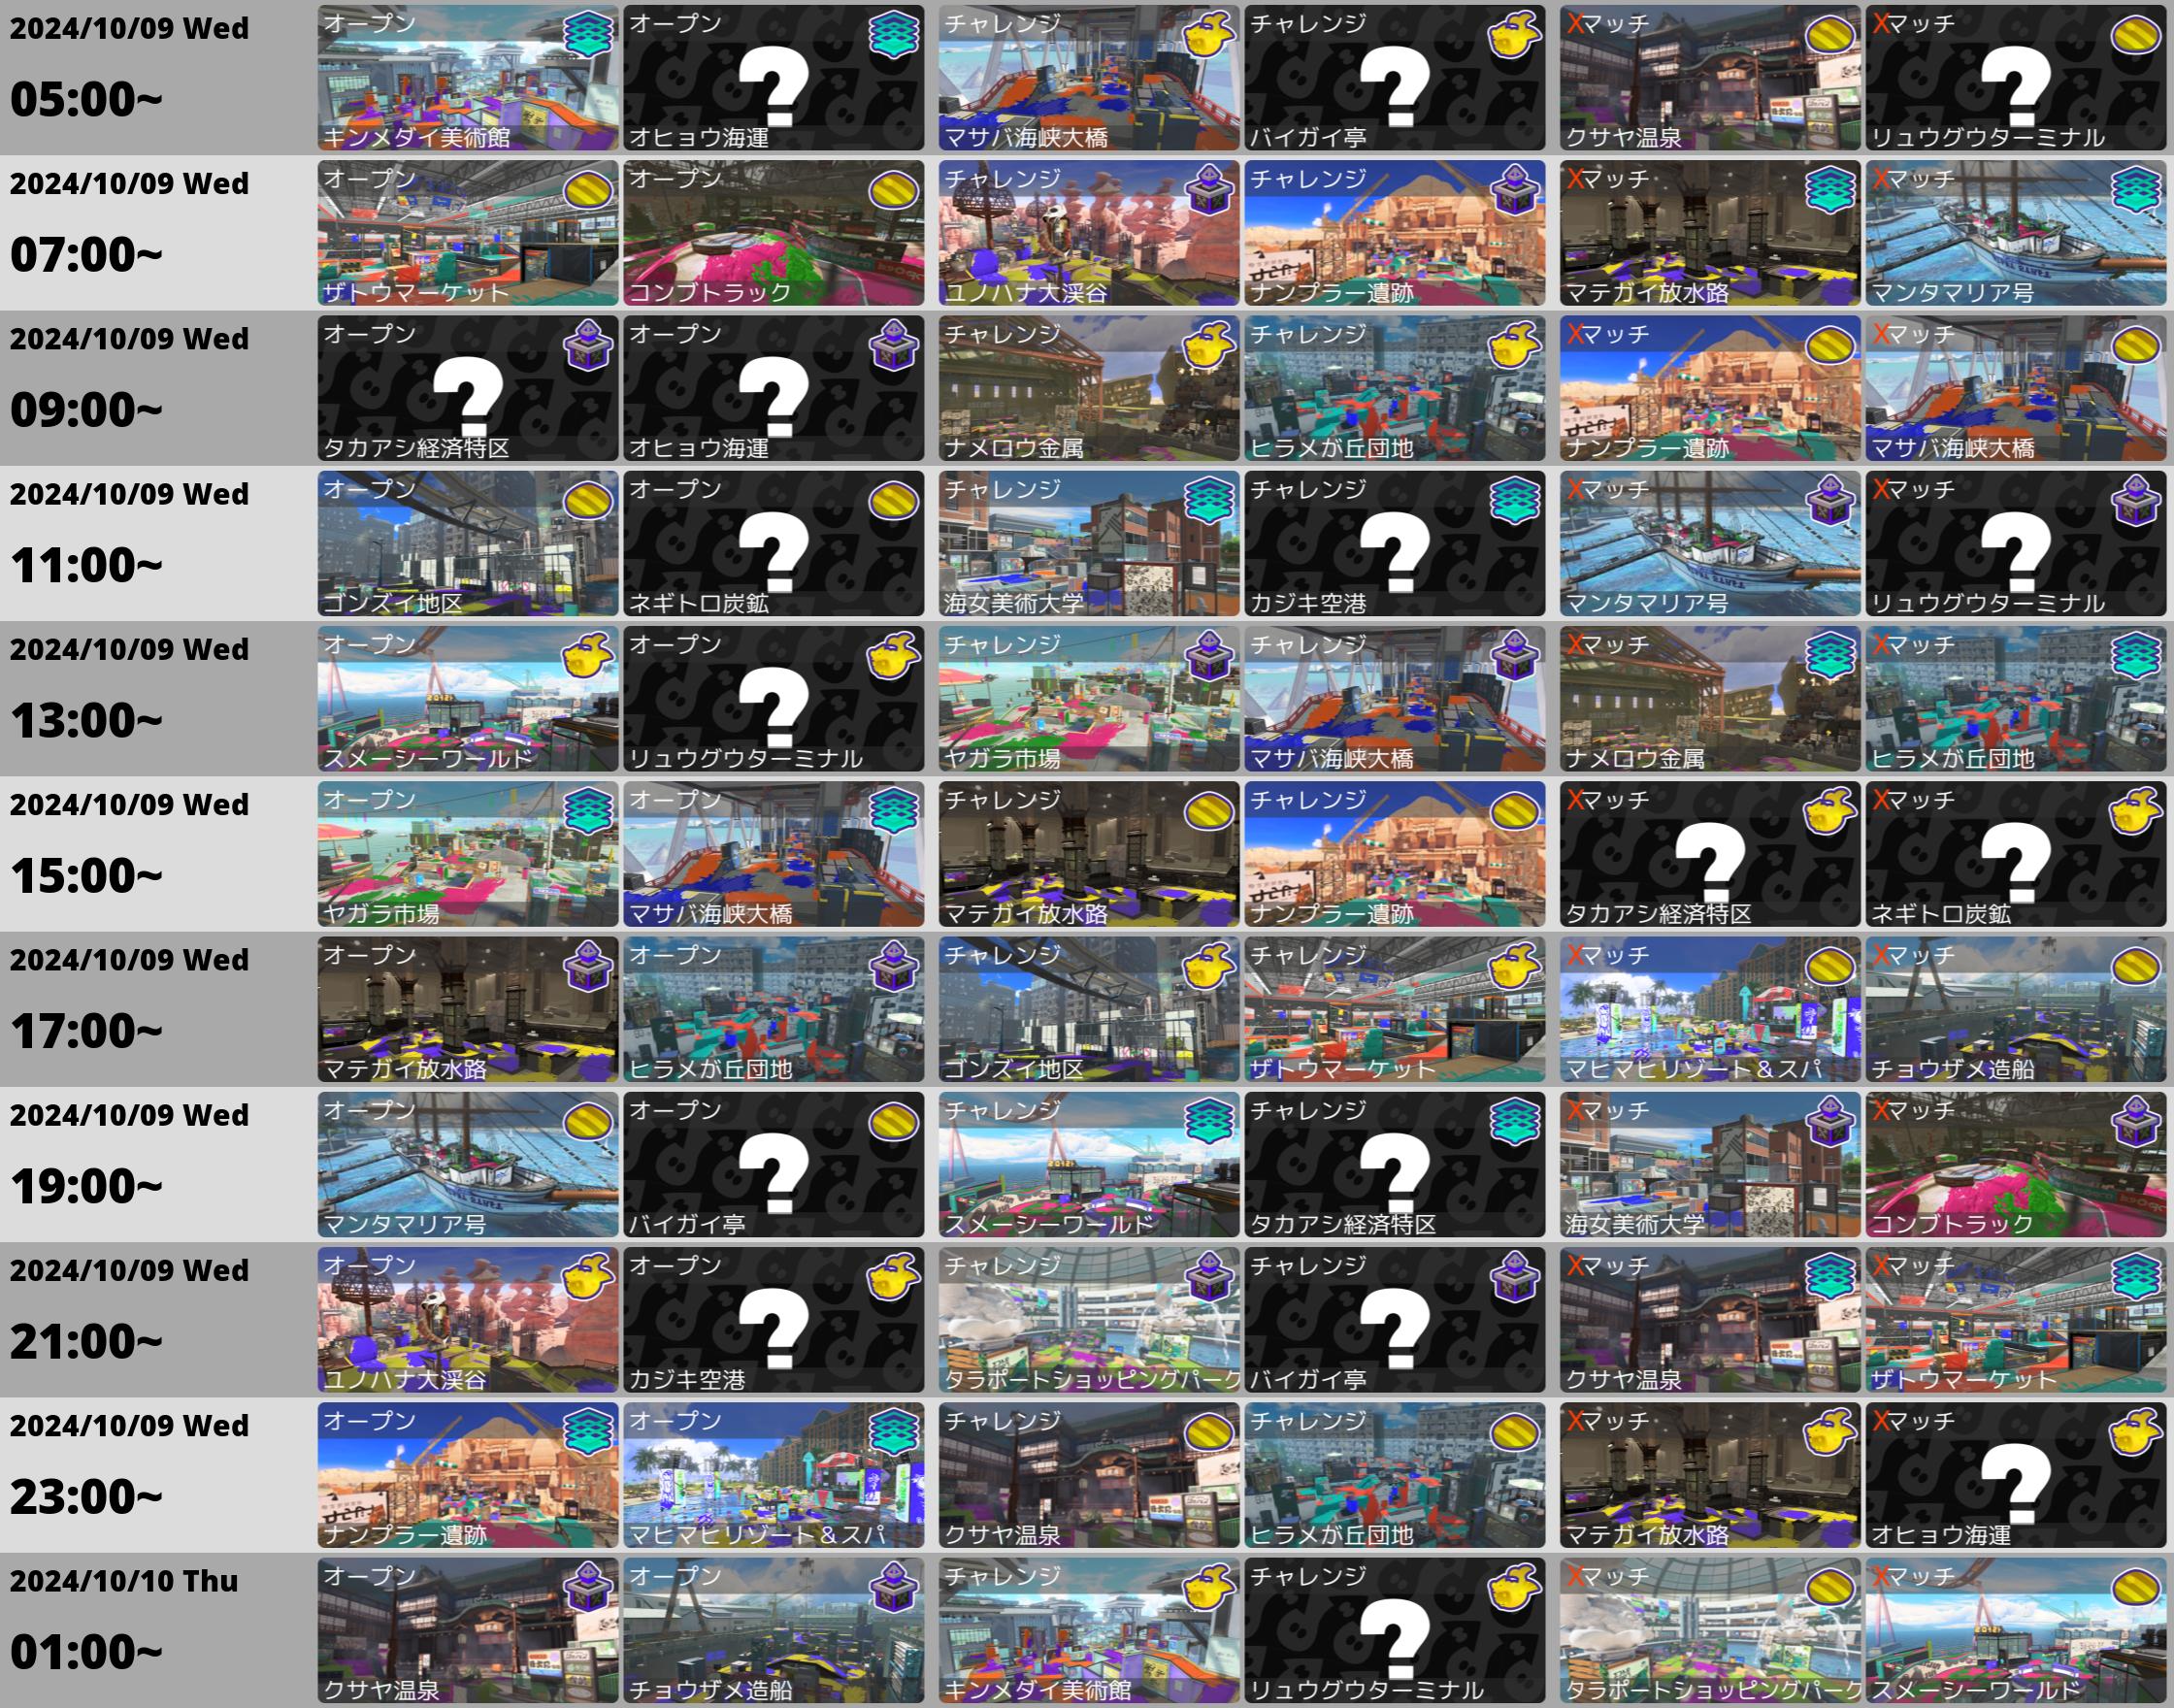 2024/10/09 Wed
05:00~
オープン オープン チャレンジ チャレンジ Xマッチ Xマッチ
キンメダイ美術館 オヒョウ海運 マサバ海峡大橋 バイガイ亭 クサヤ温泉 リュウグウターミナル
2024/10/09 Wed
07:00~
オープン オープン チャレンジ チャレンジ Xマッチ Xマッチ
ザトウマーケット コンブトラック ユノハナ大渓谷 ナンプラー遺跡 マテガイ放水路 マンタマリア号
2024/10/09 Wed
09:00~
オープン オープン チャレンジ チャレンジ Xマッチ Xマッチ
タカアシ経済特区 オヒョウ海運 ナメロウ金属 ヒラメが丘団地 ナンプラー遺跡 マサバ海峡大橋
2024/10/09 Wed
11:00~
オープン オープン チャレンジ チャレンジ Xマッチ Xマッチ
ゴンズイ地区 ネギトロ炭鉱 海女美術大学 カジキ空港 マンタマリア号 リュウグウターミナル
2024/10/09 Wed
13:00~
オープン オープン チャレンジ チャレンジ Xマッチ Xマッチ
スメーシーワールド リュウグウターミナル ヤガラ市場 マサバ海峡大橋 ナメロウ金属 ヒラメが丘団地
2024/10/09 Wed
15:00~
オープン オープン チャレンジ チャレンジ Xマッチ Xマッチ
ヤガラ市場 マサバ海峡大橋 マテガイ放水路 ナンプラー遺跡 タカアシ経済特区 ネギトロ炭鉱
2024/10/09 Wed
17:00~
オープン オープン チャレンジ チャレンジ Xマッチ Xマッチ
マテガイ放水路 ヒラメが丘団地 ゴンズイ地区 ザトウマーケット マヒマヒリゾート&スパ チョウザメ造船
2024/10/09 Wed
19:00~
オープン オープン チャレンジ チャレンジ Xマッチ Xマッチ
マンタマリア号 バイガイ亭 スメーシーワールド タカアシ経済特区 海女美術大学 コンブトラック
2024/10/09 Wed
21:00~
オープン オープン チャレンジ チャレンジ Xマッチ Xマッチ
ユノハナ大渓谷 カジキ空港 タラポートショッピングパーク バイガイ亭 クサヤ温泉 ザトウマーケット
2024/10/09 Wed
23:00~
オープン オープン チャレンジ チャレンジ Xマッチ Xマッチ
ナンプラー遺跡 マヒマヒリゾート&スパ クサヤ温泉 ヒラメが丘団地 マテガイ放水路 オヒョウ海運
2024/10/10 Thu
01:00~
オープン オープン チャレンジ チャレンジ Xマッチ Xマッチ
クサヤ温泉 チョウザメ造船 キンメダイ美術館 リュウグウターミナル タラポートショッピングパーク スメーシーワールド